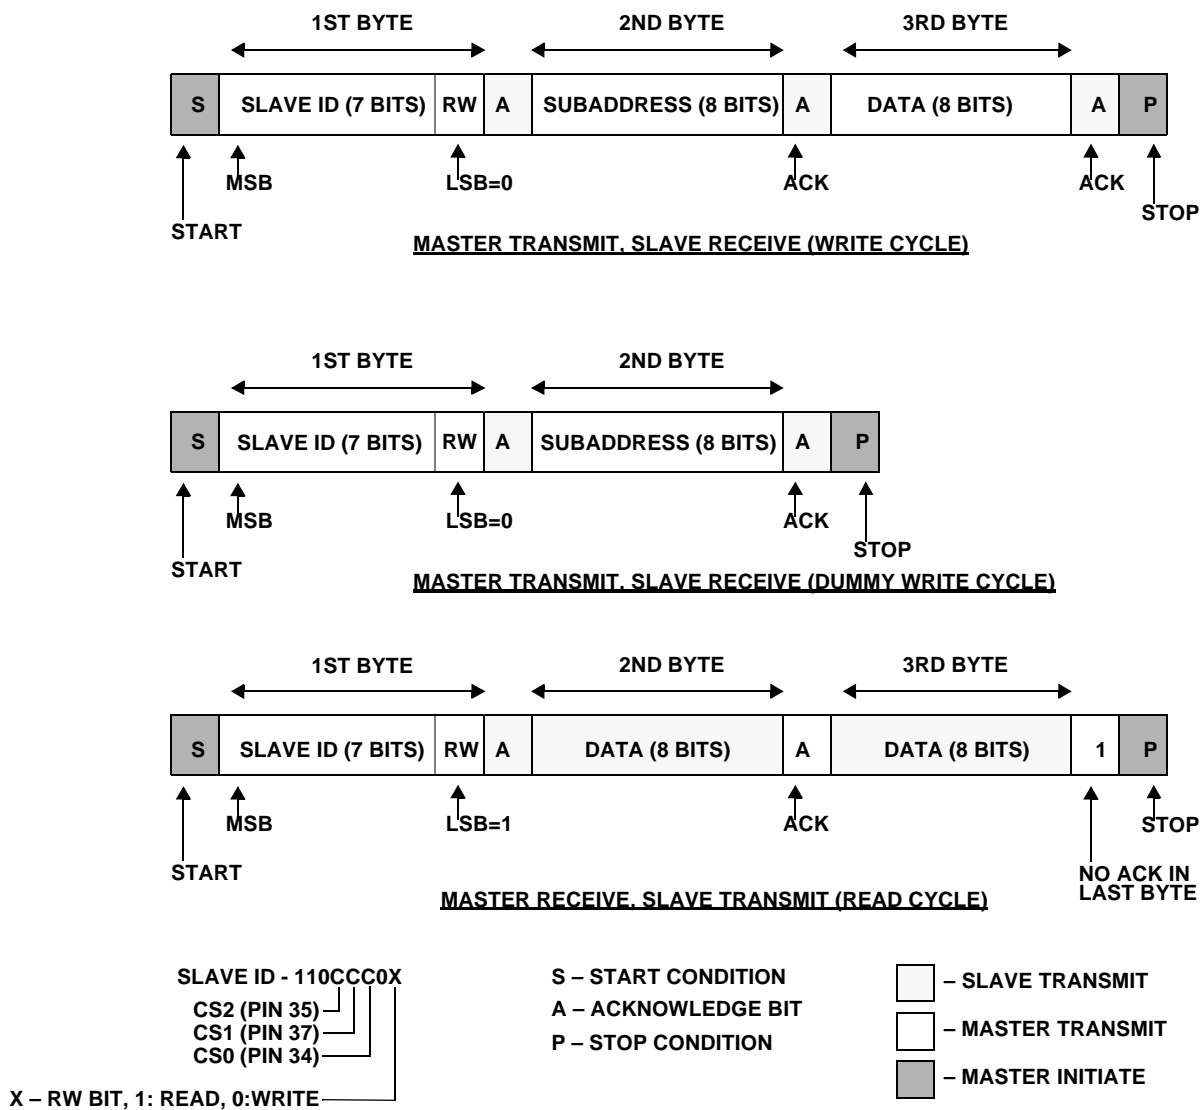 1ST BYTE 2ND BYTE 3RD BYTE
S SLAVE ID (7 BITS) RW A SUBADDRESS (8 BITS) A DATA (8 BITS) A P
MSB LSB=0 ACK ACK
START STOP
MASTER TRANSMIT, SLAVE RECEIVE (WRITE CYCLE)
1ST BYTE 2ND BYTE
S SLAVE ID (7 BITS) RW A SUBADDRESS (8 BITS) A P
MSB LSB=0 ACK
START STOP
MASTER TRANSMIT, SLAVE RECEIVE (DUMMY WRITE CYCLE)
1ST BYTE 2ND BYTE 3RD BYTE
S SLAVE ID (7 BITS) RW A DATA (8 BITS) A DATA (8 BITS) 1 P
MSB LSB=1 ACK STOP
START NO ACK IN
LAST BYTE
MASTER RECEIVE, SLAVE TRANSMIT (READ CYCLE)
SLAVE ID - 110CCC0X
CS2 (PIN 35)
CS1 (PIN 37)
CS0 (PIN 34)
X – RW BIT, 1: READ, 0:WRITE
S – START CONDITION
A – ACKNOWLEDGE BIT
P – STOP CONDITION
– SLAVE TRANSMIT
– MASTER TRANSMIT
– MASTER INITIATE